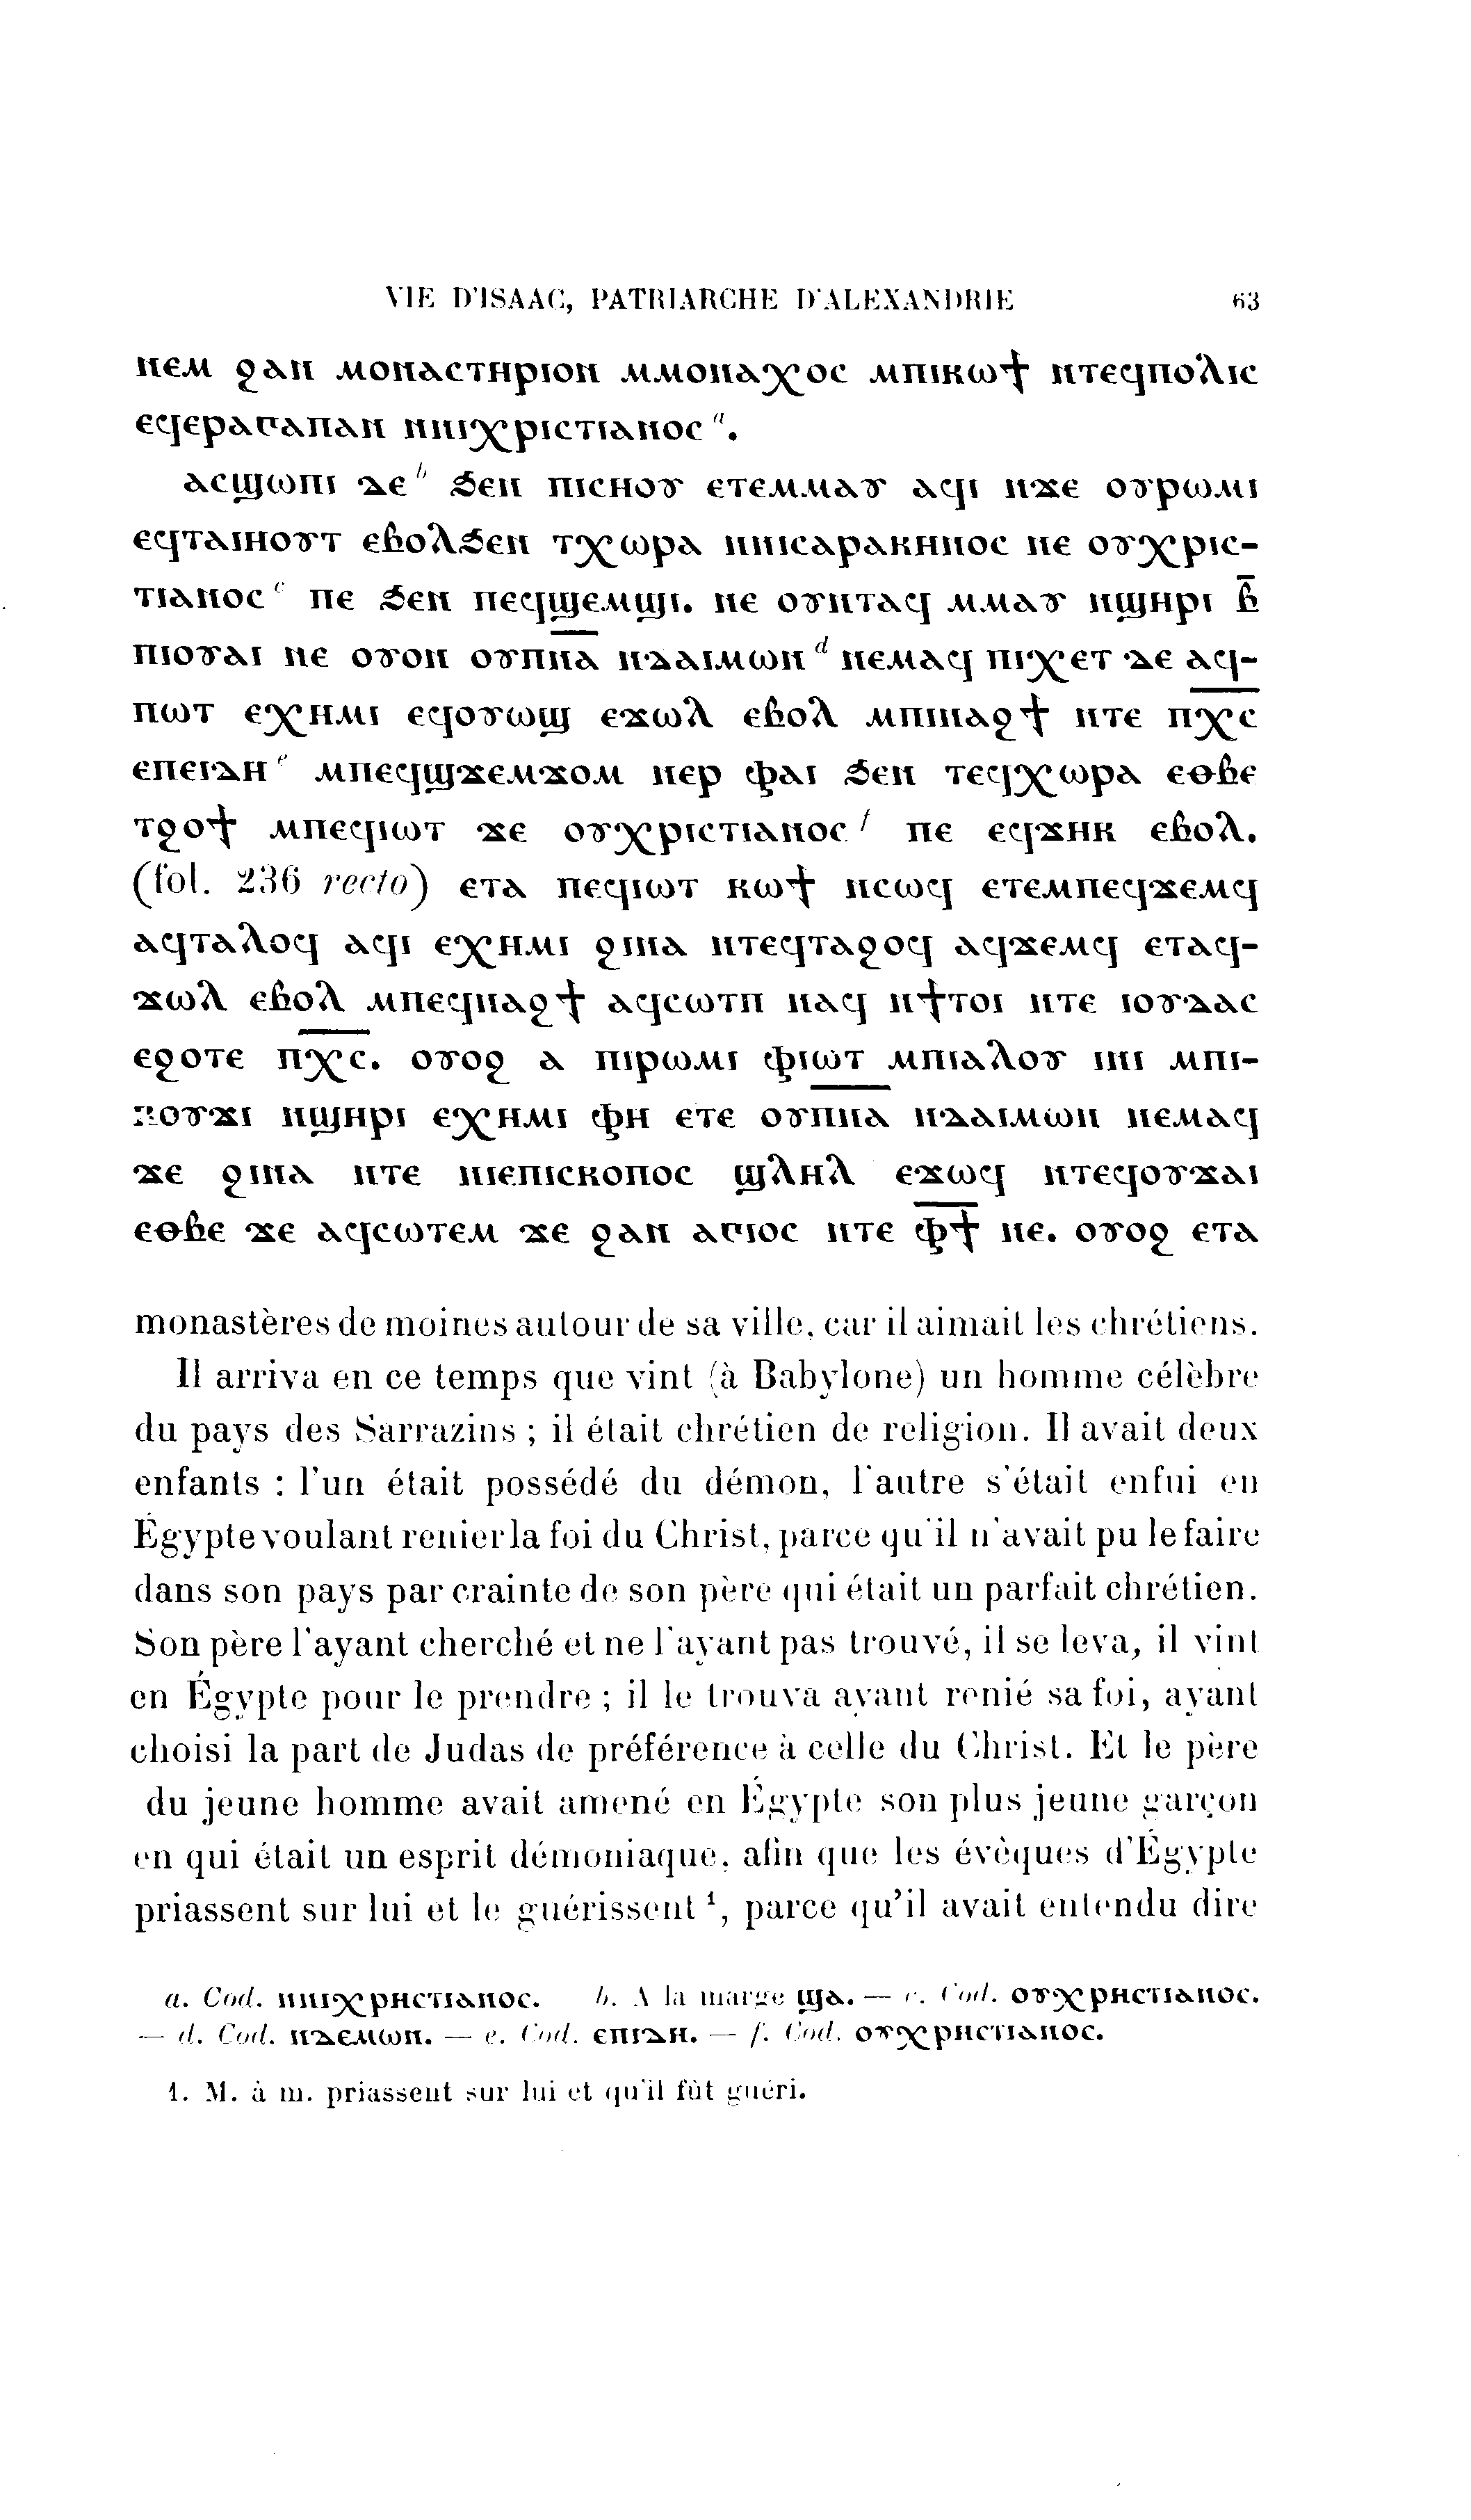 VIE D'ISAAC, PATRIARCHE D'ALEXANDRIE 63
ⲛⲉⲙ ϩⲁⲛ ⲙⲟⲛⲁⲥⲧⲏⲣⲓⲟⲛ ⲙⲙⲟⲛⲁⲭⲟⲥ ⲙⲡⲓⲕⲱϯ ⲛⲧⲉϥⲡⲟⲗⲓⲥ
ⲉϥⲉⲣⲁⲅⲁⲡⲁⲛ ⲛⲛⲓⲭⲣⲓⲥⲧⲓⲁⲛⲟⲥ a.
ⲁⲥϣⲱⲡⲓ ⲇⲉ b ϧⲉⲛ ⲡⲓⲥⲏⲟⲩ ⲉⲧⲉⲙⲙⲁⲩ ⲁϥⲓ ⲛϫⲉ ⲟⲩⲣⲱⲙⲓ
ⲉϥⲧⲁⲓⲏⲟⲩⲧ ⲉⲃⲟⲗϧⲉⲛ ⲧⲭⲱⲣⲁ ⲛⲛⲓⲥⲁⲣⲁⲕⲏⲛⲟⲥ ⲛⲉ ⲟⲩⲭⲣⲓⲥ-
ⲧⲓⲁⲛⲟⲥ c ⲡⲉ ϧⲉⲛ ⲡⲉϥϣⲉⲙϣⲓ. ⲛⲉ ⲟⲩⲛⲧⲁϥ ⲙⲙⲁⲩ ⲛϣⲏⲣⲓ ⲃ̅
ⲡⲓⲟⲩⲁⲓ ⲛⲉ ⲟⲩⲟⲛ ⲟⲩⲡ̅ⲛ̅ⲁ̅ ⲛⲇⲁⲓⲙⲱⲛ d ⲛⲉⲙⲁϥ ⲡⲓⲭⲉⲧ ⲇⲉ ⲁϥ-
ⲡⲱⲧ ⲉⲭⲏⲙⲓ ⲉϥⲟⲩⲱϣ ⲉϫⲱⲗ ⲉⲃⲟⲗ ⲙⲡⲓⲛⲁϩϯ ⲛⲧⲉ ⲡ̅ⲭ̅ⲥ̅
ⲉⲡⲉⲓⲇⲏ e ⲙⲡⲉϥϣϫⲉⲙϫⲟⲙ ⲛⲉⲣ ⲫⲁⲓ ϧⲉⲛ ⲧⲉϥⲭⲱⲣⲁ ⲉⲑⲃⲉ
ⲧϩⲟϯ ⲙⲡⲉϥⲓⲱⲧ ϫⲉ ⲟⲩⲭⲣⲓⲥⲧⲓⲁⲛⲟⲥ f ⲡⲉ ⲉϥϫⲏⲕ ⲉⲃⲟⲗ.
(fol. 236 recto) ⲉⲧⲁ ⲡⲉϥⲓⲱⲧ ⲕⲱϯ ⲛⲥⲱϥ ⲉⲧⲉⲙⲡⲉϥϫⲉⲙϥ
ⲁϥⲧⲁⲗⲟϥ ⲁϥⲓ ⲉⲭⲏⲙⲓ ϩⲓⲛⲁ ⲛⲧⲉϥⲧⲁϩⲟϥ ⲁϥϫⲉⲙϥ ⲉⲧⲁϥ-
ϫⲱⲗ ⲉⲃⲟⲗ ⲙⲡⲉϥⲛⲁϩϯ ⲁϥⲥⲱⲧⲡ ⲛⲁϥ ⲛϯⲧⲟⲓ ⲛⲧⲉ ⲓⲟⲩⲇⲁⲥ
ⲉϩⲟⲧⲉ ⲡ̅ⲭ̅ⲥ̅. ⲟⲩⲟϩ ⲁ ⲡⲓⲣⲱⲙⲓ ⲫⲓⲱⲧ ⲙⲡⲓⲁⲗⲟⲩ ⲓⲛⲓ ⲙⲡⲓ-
ⲕⲟⲩϫⲓ ⲛϣⲏⲣⲓ ⲉⲭⲏⲙⲓ ⲫⲏ ⲉⲧⲉ ⲟⲩⲡ̅ⲛ̅ⲁ̅ ⲛⲇⲁⲓⲙⲱⲛ ⲛⲉⲙⲁϥ
ϫⲉ ϩⲓⲛⲁ ⲛⲧⲉ ⲛⲓⲉⲡⲓⲥⲕⲟⲡⲟⲥ ϣⲗⲏⲗ ⲉϫⲱϥ ⲛⲧⲉϥⲟⲩϫⲁⲓ
ⲉⲑⲃⲉ ϫⲉ ⲁϥⲥⲱⲧⲉⲙ ϫⲉ ϩⲁⲛ ⲁⲅⲓⲟⲥ ⲛⲧⲉ ⲫ̅ϯ̅ ⲛⲉ. ⲟⲩⲟϩ ⲉⲧⲁ
monastères de moines autour de sa ville, car il aimait les chrétiens.
Il arriva en ce temps que vint (à Babylone) un homme célèbre
du pays des Sarrazins ; il était chrétien de religion. Il avait deux
enfants : l'un était possédé du démon, l'autre s'était enfui en
Égypte voulant renier la foi du Christ, parce qu'il n'avait pu le faire
dans son pays par crainte de son père qui était un parfait chrétien.
Son père l'ayant cherché et ne l'ayant pas trouvé, il se leva, il vint
en Égypte pour le prendre ; il le trouva ayant renié sa foi, ayant
choisi la part de Judas de préférence à celle du Christ. Et le père
du jeune homme avait amené en Égypte son plus jeune garçon
en qui était un esprit démoniaque, afin que les évêques d'Égypte
priassent sur lui et le guérissent ¹, parce qu'il avait entendu dire
a. Cod. ⲛⲛⲓⲭⲣⲏⲥⲧⲓⲁⲛⲟⲥ. b. A la marge ϣⲁ. — c. Cod. ⲟⲩⲭⲣⲏⲥⲧⲓⲁⲛⲟⲥ.
— d. Cod. ⲛⲇⲉⲙⲱⲛ. — e. Cod. ⲉⲡⲓⲇⲏ. — f. Cod. ⲟⲩⲭⲣⲏⲥⲧⲓⲁⲛⲟⲥ.
1. M. à m. priassent sur lui et qu'il fût guéri.